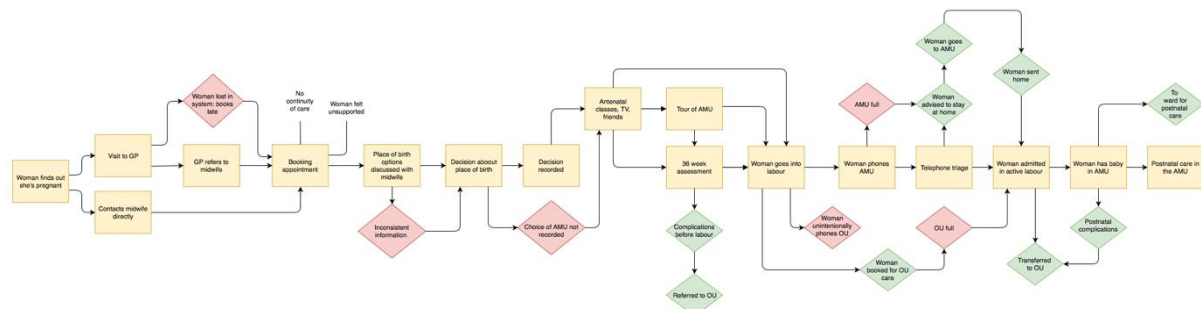 Woman finds out
she's pregnant
Visit to GP
Contacts midwife
directly
Woman lost in
system: books
late
GP refers to
midwife
No
continuity
of care
Woman felt
unsupported
Booking
appointment
Place of birth
options
discussed with
midwife
Inconsistent
information
Decision abouut
place of birth
Decision
recorded
Choice of AMU not
recorded
Antenatal
classes, TV,
friends
Tour of AMU
36 week
assessment
Complications
before labour
Referred to OU
Woman goes into
labour
Woman
unintenionally
phones OU
Woman
booked for OU
care
OU full
AMU full
Woman phones
AMU
Woman goes
to AMU
Woman
advised to stay
at home
Telephone triage
Woman sent
home
Woman admitted
in active labour
Transferred
to OU
Woman has baby
in AMU
Postnatal
complications
To
ward for
postnatal
care
Postnatal care in
the AMU